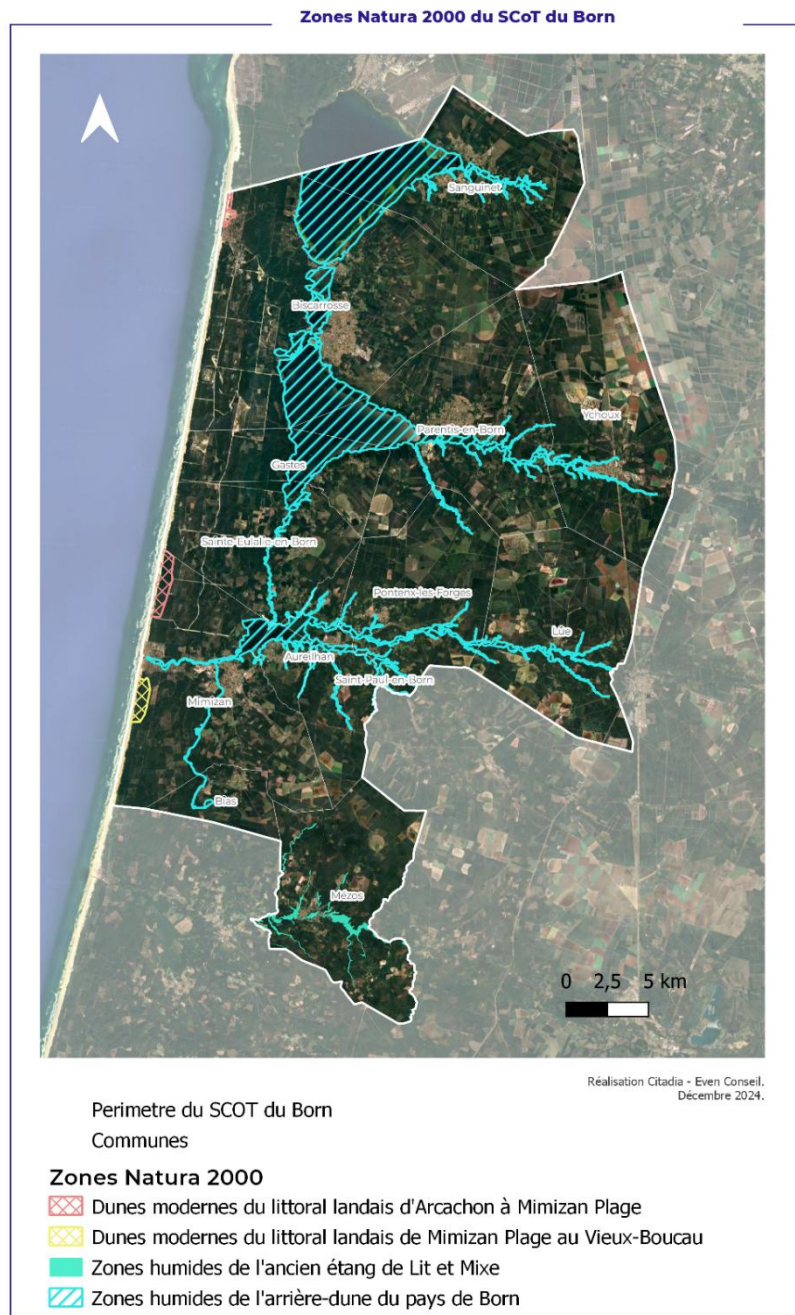 Zones Natura 2000 du SCoT du Born
Sanguinet
Biscarrosse
Ychoux
Parentis-en-Born
Gastes
Sainte-Eulalie-en-Born
Pontenx-les-Forges
Lüe
Aureilhan
Saint-Paul-en-Born
Mimizan
Bias
Mézos
0 2,5 5 km
Réalisation Citadia - Even Conseil.
Décembre 2024.
Perimetre du SCOT du Born
Communes
Zones Natura 2000
Dunes modernes du littoral landais d'Arcachon à Mimizan Plage
Dunes modernes du littoral landais de Mimizan Plage au Vieux-Boucau
Zones humides de l'ancien étang de Lit et Mixe
Zones humides de l'arrière-dune du pays de Born